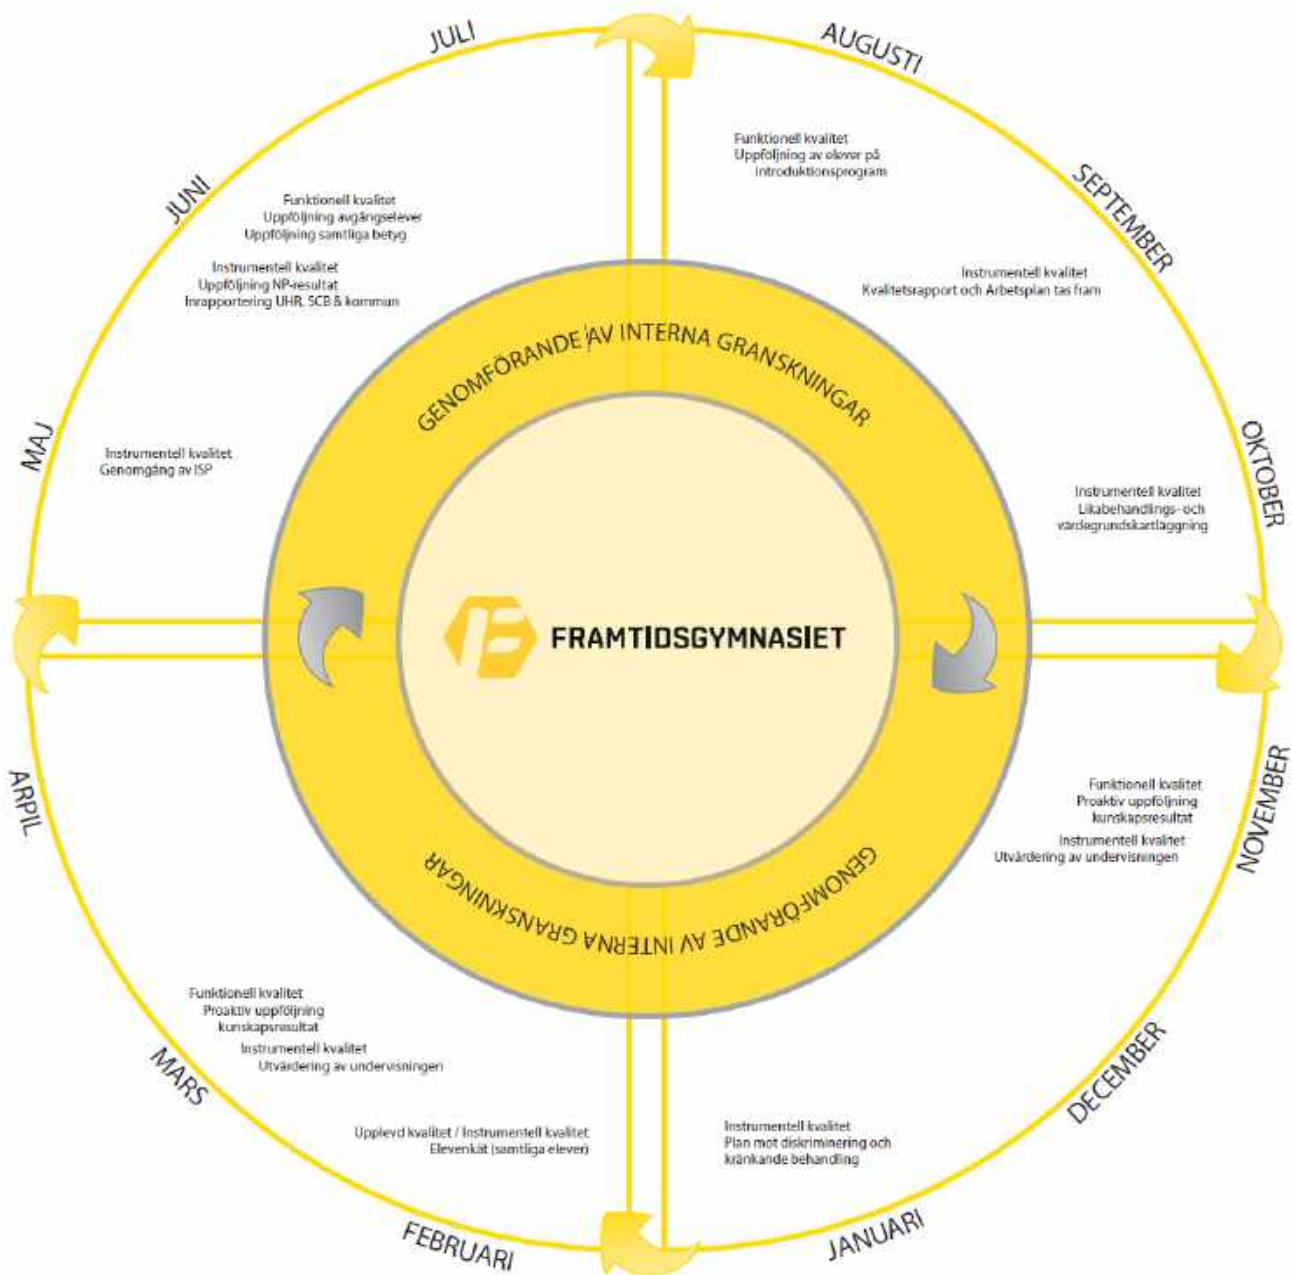 JULI
AUGUSTI
SEPTEMBER
OKTOBER
NOVEMBER
DECEMBER
JANUARI
FEBRUARI
MARS
ARPIL
MAJ
JUNI
Funktionell kvalitet
Uppföljning av elever på
introduktionsprogram
Instrumentell kvalitet
Kvalitetsrapport och Arbetsplan tas fram
Instrumentell kvalitet
Likabehandlings- och
värdegrundskartläggning
Funktionell kvalitet
Proaktiv uppföljning
kunskapsresultat
Instrumentell kvalitet
Utvärdering av undervisningen
Instrumentell kvalitet
Plan mot diskriminering och
kränkande behandling
Upplevd kvalitet / Instrumentell kvalitet
Elevenkät (samtliga elever)
Funktionell kvalitet
Proaktiv uppföljning
kunskapsresultat
Instrumentell kvalitet
Utvärdering av undervisningen
Instrumentell kvalitet
Genomgång av ISP
Funktionell kvalitet
Uppföljning avgångselever
Uppföljning samtliga betyg
Instrumentell kvalitet
Uppföljning NP-resultat
Inrapportering UHR, SCB & kommun
GENOMFÖRANDE AV INTERNA GRANSKNINGAR
FRAMTIDSGYMNASIET
GENOMFÖRANDE AV INTERNA GRANSKNINGAR